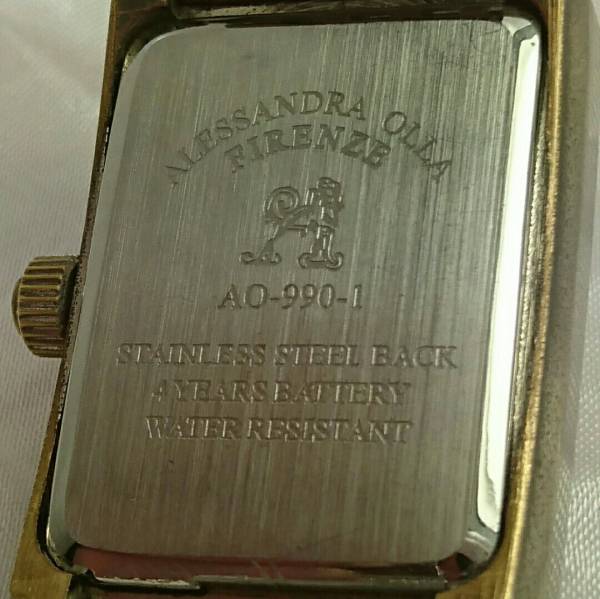 ALESSANDRA OLLA
FIRENZE
AO-990-1
STAINLESS STEEL BACK
4 YEARS BATTERY
WATER RESISTANT